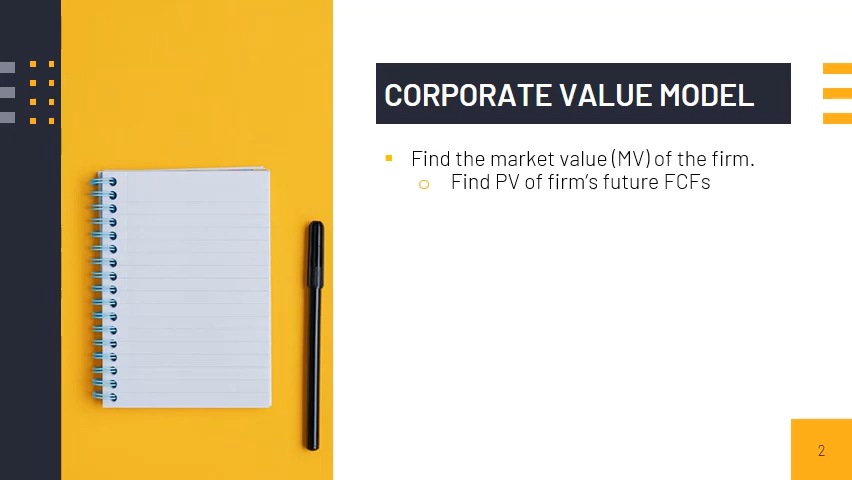 CORPORATE VALUE MODEL
▪ Find the market value (MV) of the firm.
o Find PV of firm's future FCFs
2